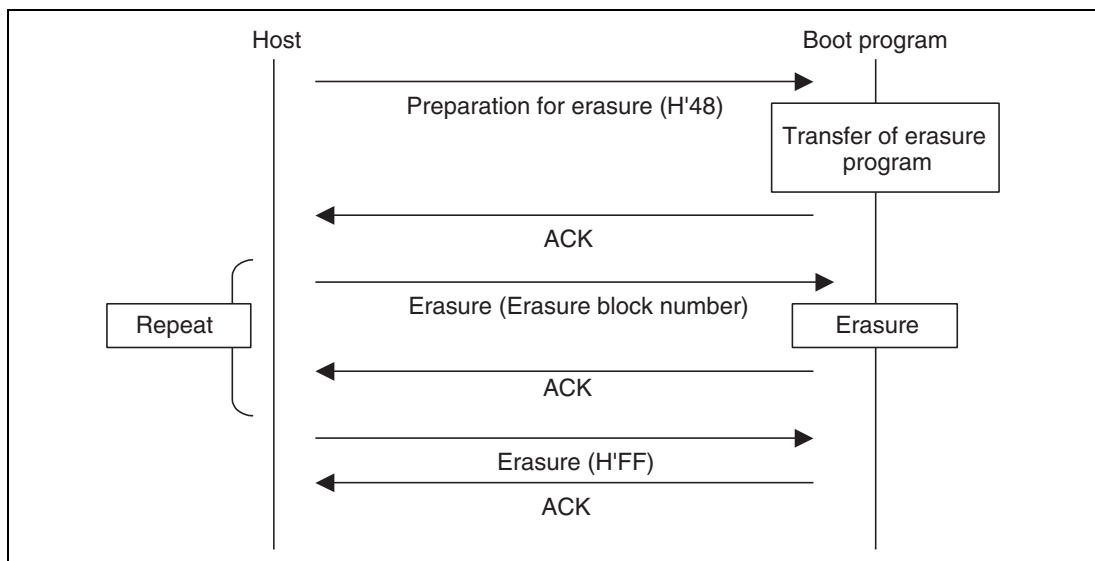 Host
Boot program
Preparation for erasure (H'48)
Transfer of erasure
program
ACK
Erasure (Erasure block number)
Repeat
Erasure
ACK
Erasure (H'FF)
ACK